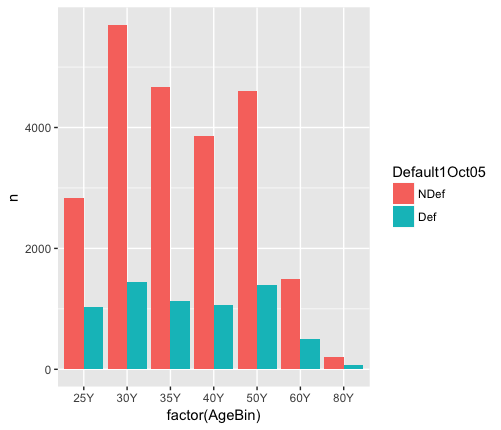 4000
2000
0
n
25Y 30Y 35Y 40Y 50Y 60Y 80Y
factor(AgeBin)
Default1Oct05
NDef
Def